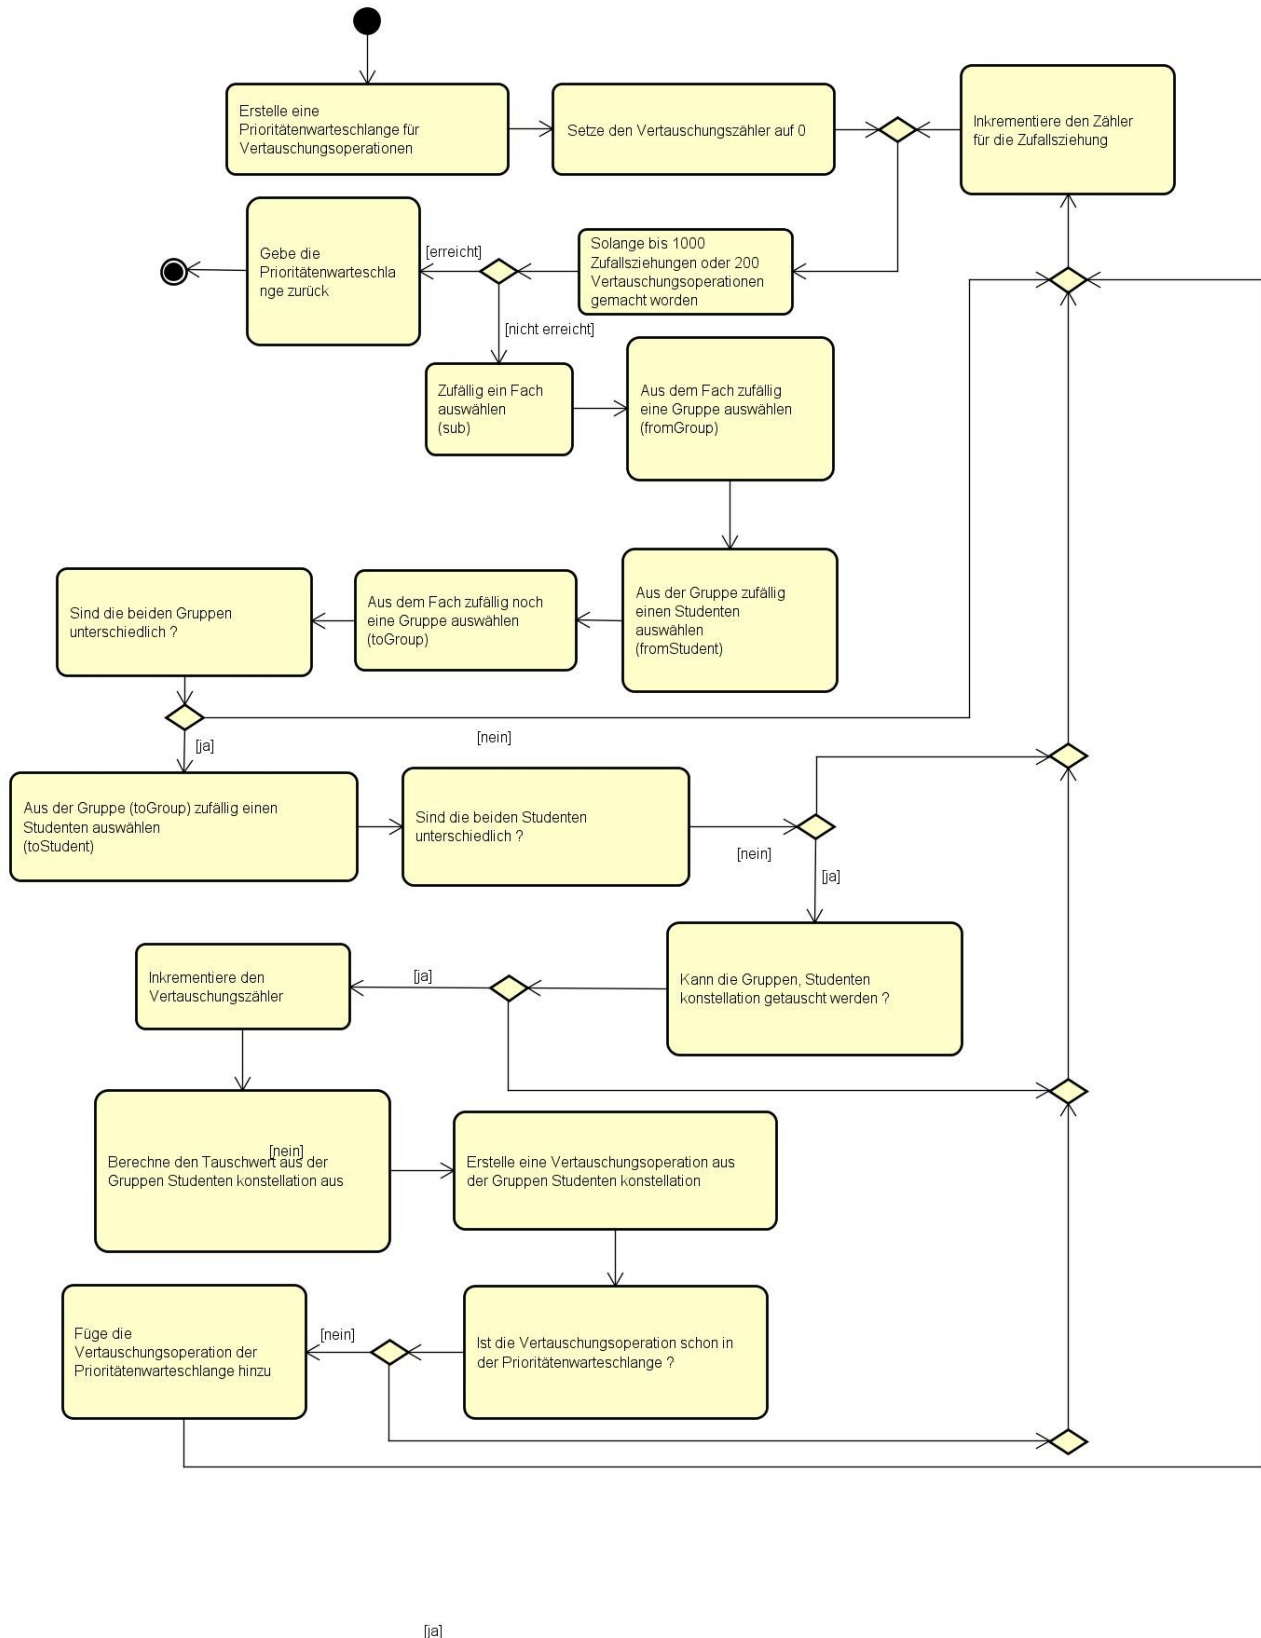 Erstelle eine
Prioritätenwarteschlange für
Vertauschungsoperationen
Setze den Vertauschungszähler auf 0
Inkrementiere den Zähler
für die Zufallsziehung
Gebe die
Prioritätenwarteschla
nge zurück
[erreicht]
Solange bis 1000
Zufallsziehungen oder 200
Vertauschungsoperationen
gemacht worden
[nicht erreicht]
Zufällig ein Fach
auswählen
(sub)
Aus dem Fach zufällig
eine Gruppe auswählen
(fromGroup)
Aus der Gruppe zufällig
einen Studenten
auswählen
(fromStudent)
Aus dem Fach zufällig noch
eine Gruppe auswählen
(toGroup)
Sind die beiden Gruppen
unterschiedlich ?
[nein]
[ja]
Aus der Gruppe (toGroup) zufällig einen
Studenten auswählen
(toStudent)
Sind die beiden Studenten
unterschiedlich ?
[nein]
[ja]
Kann die Gruppen, Studenten
konstellation getauscht werden ?
[ja]
Inkrementiere den
Vertauschungszähler
[nein]
Berechne den Tauschwert aus der
Gruppen Studenten konstellation aus
Erstelle eine Vertauschungsoperation aus
der Gruppen Studenten konstellation
Ist die Vertauschungsoperation schon in
der Prioritätenwarteschlange ?
[nein]
Füge die
Vertauschungsoperation der
Prioritätenwarteschlange hinzu
[ja]